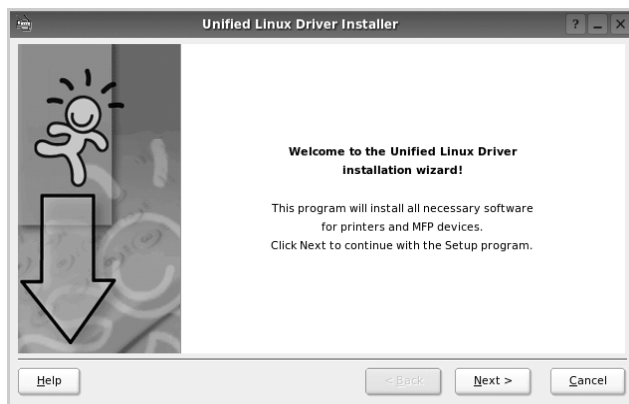 Unified Linux Driver Installer
?
Welcome to the Unified Linux Driver
installation wizard!
This program will install all necessary software
for printers and MFP devices.
Click Next to continue with the Setup program.
Help
< Back
Next >
Cancel